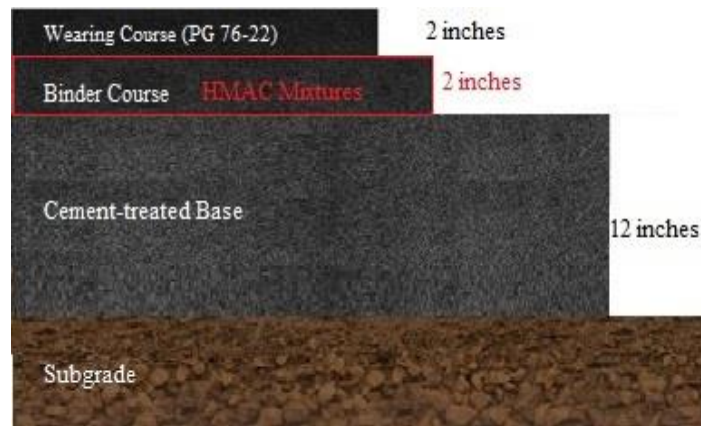 Wearing Course (PG 76-22) 2 inches
Binder Course HMAC Mixtures 2 inches
Cement-treated Base
12 inches
Subgrade